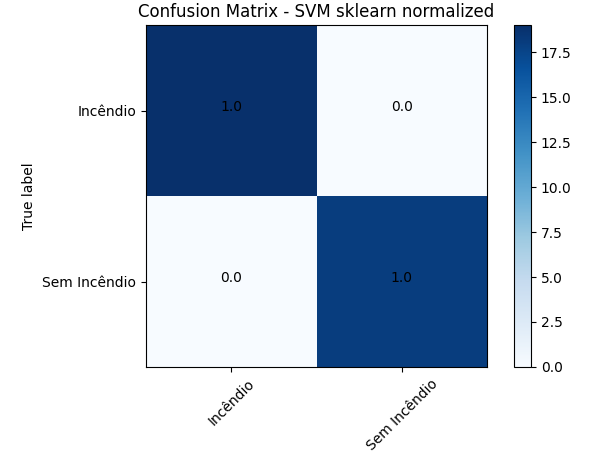 Confusion Matrix - SVM sklearn normalized
True label
Incêndio
1.0
0.0
Sem Incêndio
0.0
1.0
Incêndio
Sem Incêndio
17.5
15.0
12.5
10.0
7.5
5.0
2.5
0.0